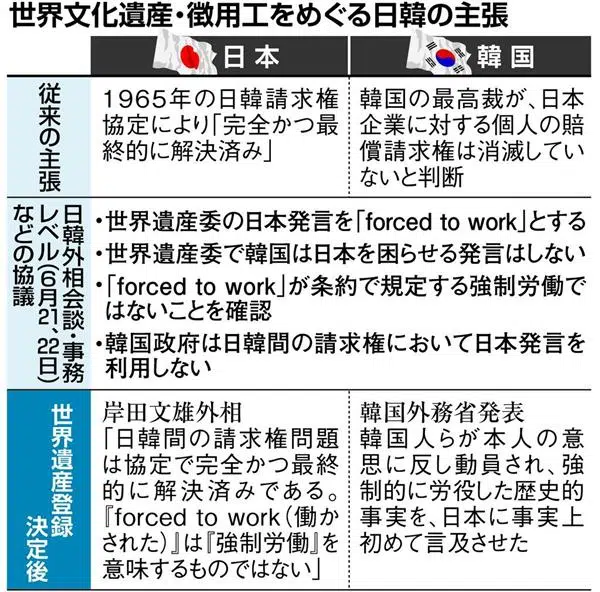 世界文化遺産・徴用工をめぐる日韓の主張
日本
韓国
従来の主張
1965年の日韓請求権
協定により「完全かつ最
終的に解決済み」
韓国の最高裁が、日本
企業に対する個人の賠
償請求権は消滅してい
ないと判断
日韓外相会談・事務
レベル(6月21、22日)
などの協議
・世界遺産委の日本発言を「forced to work」とする
・世界遺産委で韓国は日本を困らせる発言はしない
・「forced to work」が条約で規定する強制労働で
はないことを確認
・韓国政府は日韓間の請求権において日本発言を
利用しない
世界遺産登録
決定後
岸田文雄外相
「日韓間の請求権問題
は協定で完全かつ最終
的に解決済みである。
『forced to work(働か
された)』は『強制労働』を
意味するものではない」
韓国外務省発表
韓国人らが本人の意
思に反し動員され、強
制的に労役した歴史的
事実を、日本に事実上
初めて言及させた